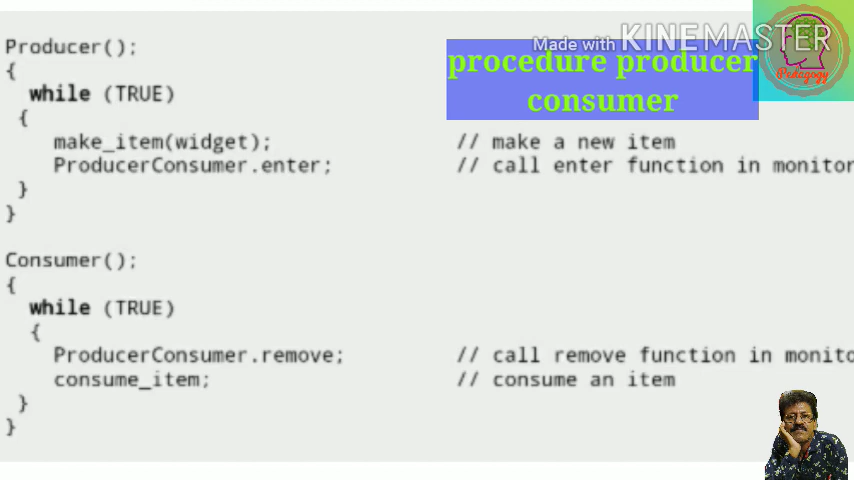 Made with KINEMASTER
iPedagogy
procedure producer
consumer
Producer();
{
while (TRUE)
{
make_item(widget); // make a new item
ProducerConsumer.enter; // call enter function in monitor
}
}
Consumer();
{
while (TRUE)
{
ProducerConsumer.remove; // call remove function in monito
consume_item; // consume an item
}
}